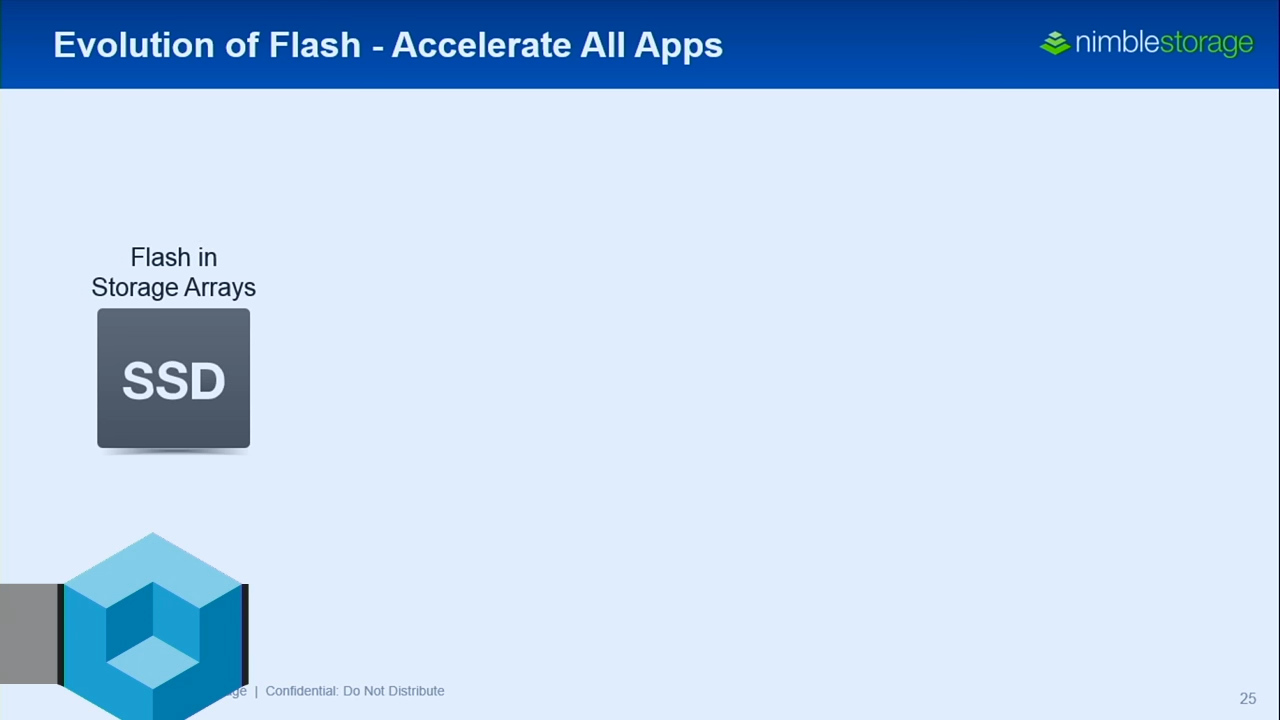 Evolution of Flash - Accelerate All Apps
nimblestorage
Flash in
Storage Arrays
SSD
| Confidential: Do Not Distribute
25